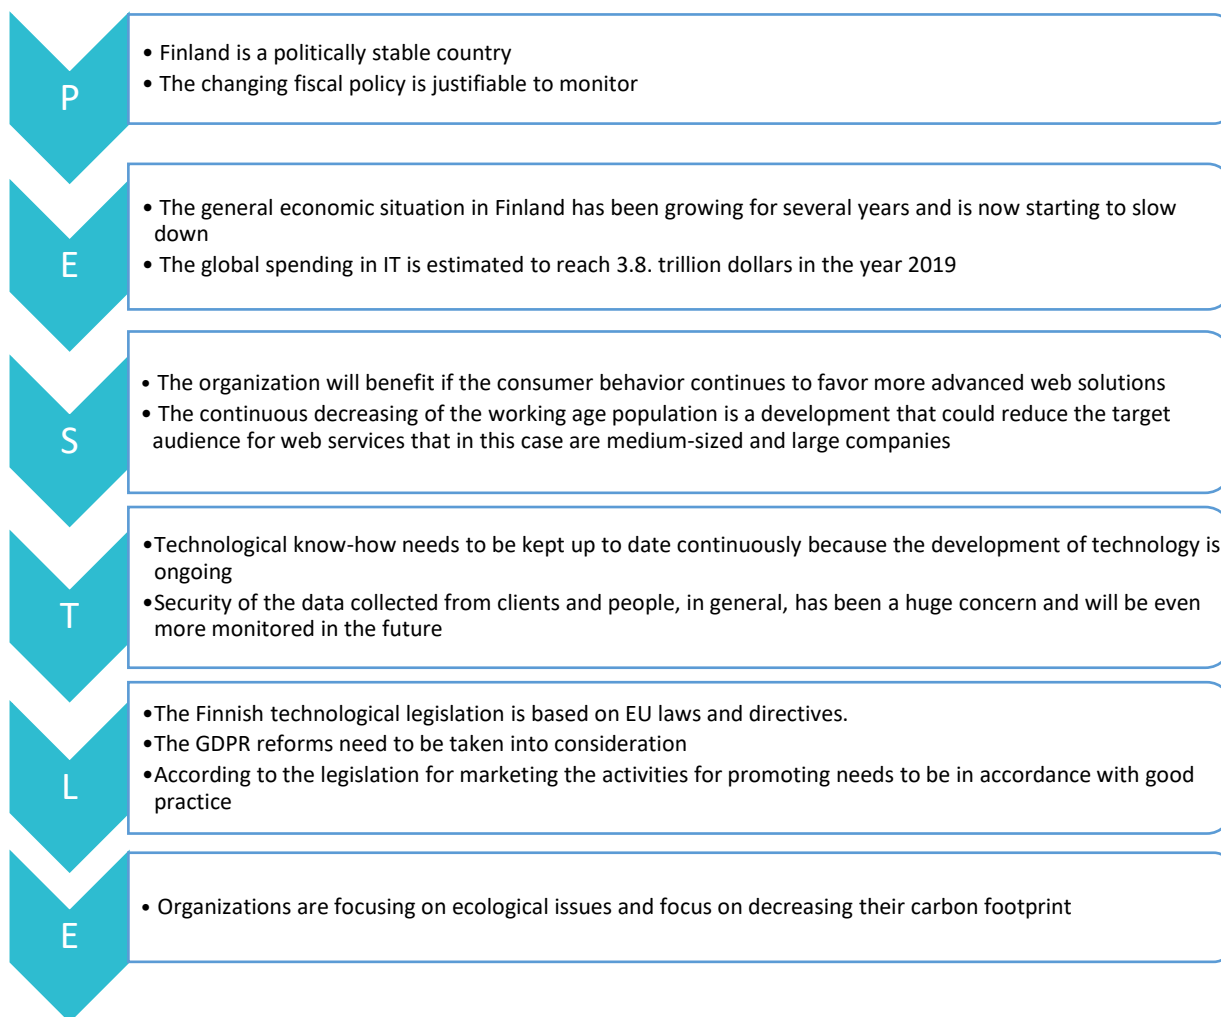 P
• Finland is a politically stable country
• The changing fiscal policy is justifiable to monitor
E
• The general economic situation in Finland has been growing for several years and is now starting to slow
down
• The global spending in IT is estimated to reach 3.8. trillion dollars in the year 2019
S
• The organization will benefit if the consumer behavior continues to favor more advanced web solutions
• The continuous decreasing of the working age population is a development that could reduce the target
audience for web services that in this case are medium-sized and large companies
T
•Technological know-how needs to be kept up to date continuously because the development of technology is
ongoing
•Security of the data collected from clients and people, in general, has been a huge concern and will be even
more monitored in the future
L
•The Finnish technological legislation is based on EU laws and directives.
•The GDPR reforms need to be taken into consideration
•According to the legislation for marketing the activities for promoting needs to be in accordance with good
practice
E
• Organizations are focusing on ecological issues and focus on decreasing their carbon footprint